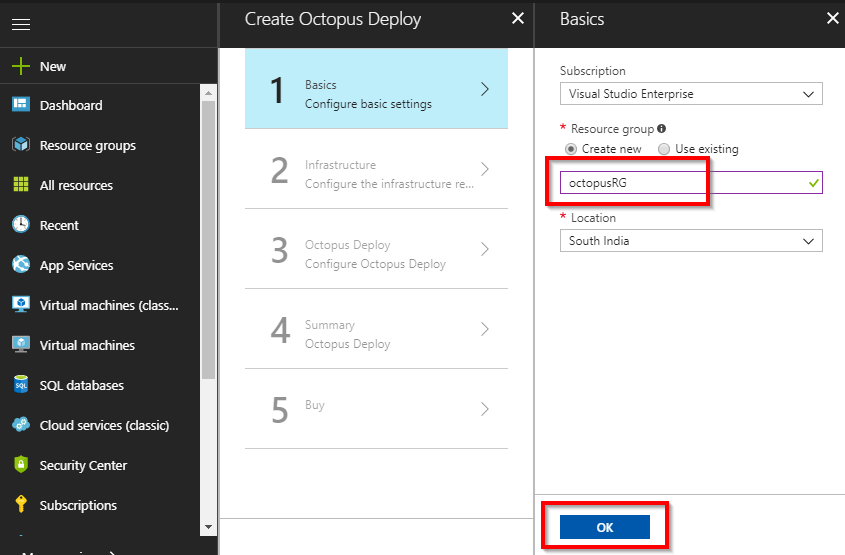 New
Dashboard
Resource groups
All resources
Recent
App Services
Virtual machines (class...
Virtual machines
SQL databases
Cloud services (classic)
Security Center
Subscriptions
Create Octopus Deploy
1
Basics
Configure basic settings
2
Infrastructure
Configure the infrastructure re...
3
Octopus Deploy
Configure Octopus Deploy
4
Summary
Octopus Deploy
5
Buy
Basics
Subscription
Visual Studio Enterprise
* Resource group
Create new Use existing
octopusRG
* Location
South India
OK